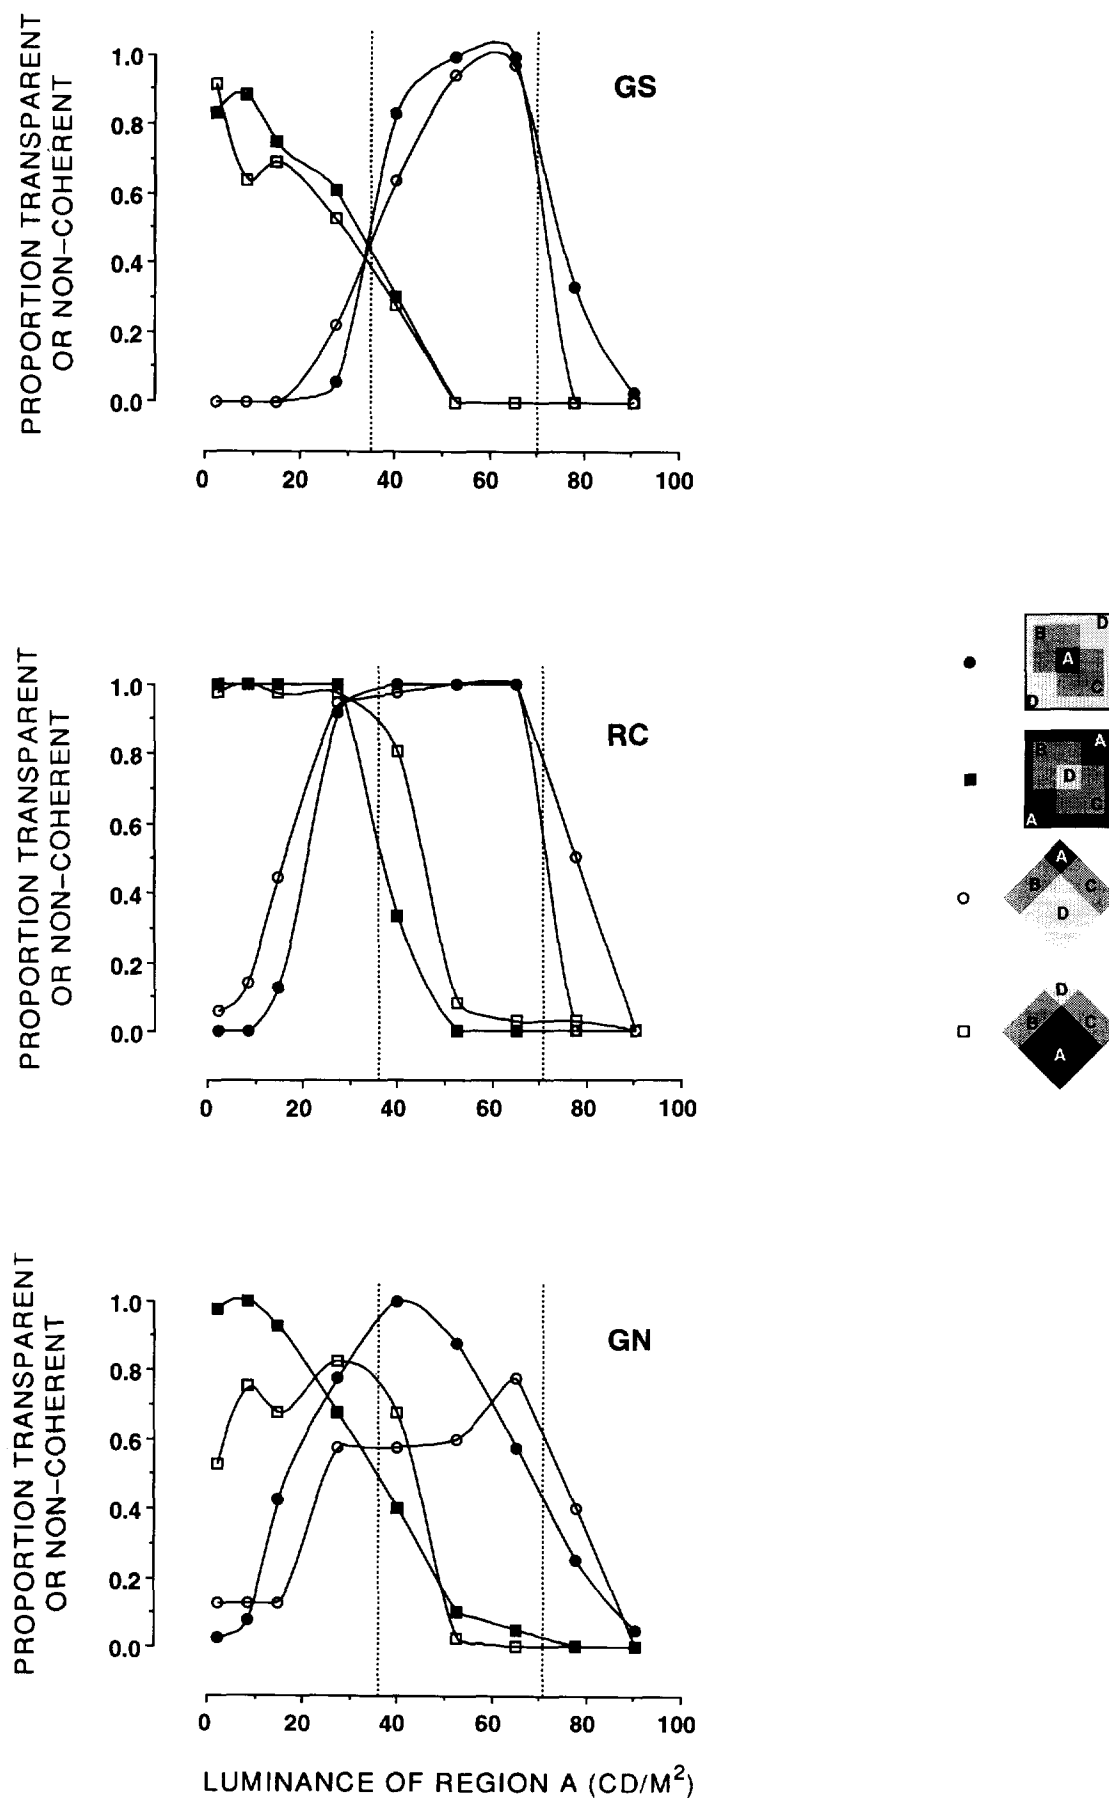 PROPORTION TRANSPARENT
OR NON-COHERENT
1.0
0.8
0.6
0.4
0.2
0.0
GS
0 20 40 60 80 100
PROPORTION TRANSPARENT
OR NON-COHERENT
1.0
0.8
0.6
0.4
0.2
0.0
RC
0 20 40 60 80 100
B D
A
C
D
B A
D
C
A
A
B C
D
D
B C
A
PROPORTION TRANSPARENT
OR NON-COHERENT
1.0
0.8
0.6
0.4
0.2
0.0
GN
0 20 40 60 80 100
LUMINANCE OF REGION A (CD/M²)